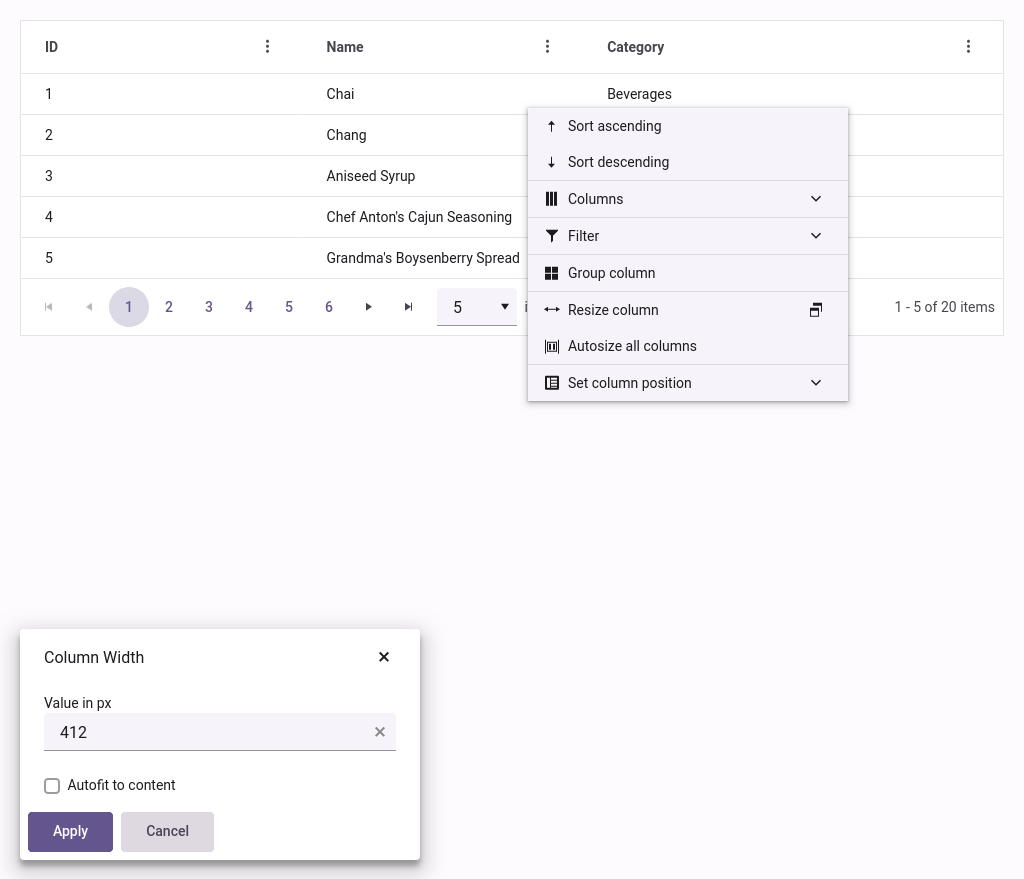 ID Name Category
1 Chai Beverages
2 Chang
3 Aniseed Syrup
4 Chef Anton's Cajun Seasoning
5 Grandma's Boysenberry Spread
1 2 3 4 5 6 5 1 - 5 of 20 items
Sort ascending
Sort descending
Columns
Filter
Group column
Resize column
Autosize all columns
Set column position
Column Width
Value in px
412
Autofit to content
Apply Cancel